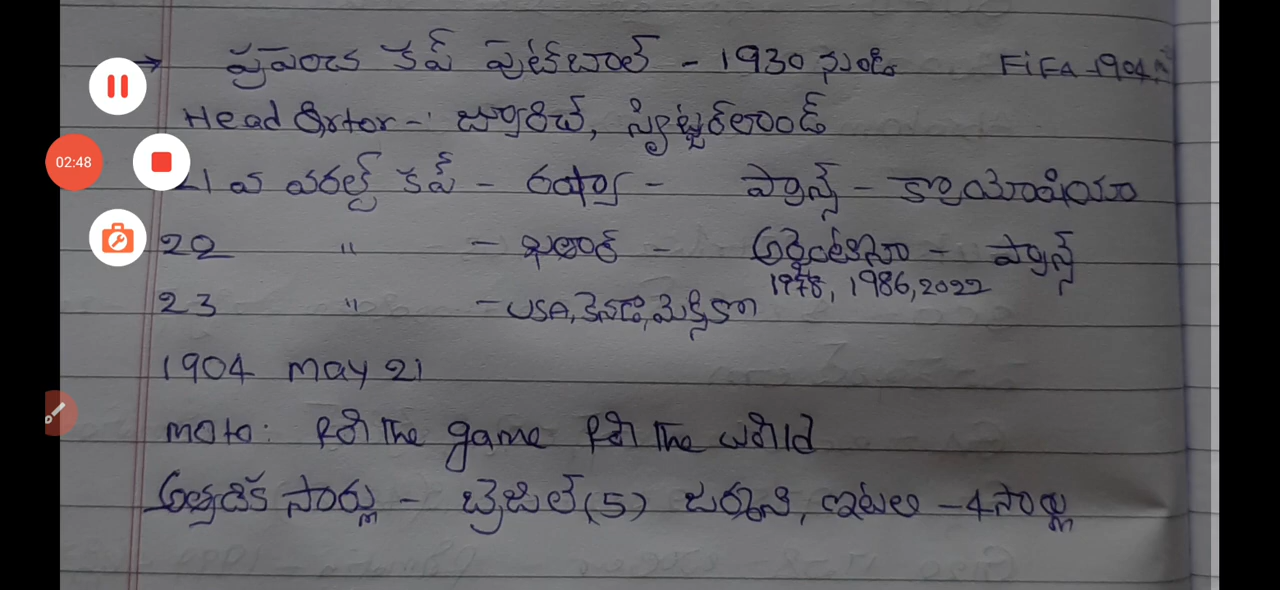 → ప్రపంచ కప్ ఫుట్‌బాల్ - 1930 నుండి FiFA - 1904
Head Qrtor - జ్యూరిచ్, స్విట్జర్‌లాండ్
21 వ వరల్డ్ కప్ - రష్యా - ఫ్రాన్స్ - క్రొయేషియా
22 " - ఖతార్ - అర్జెంటీనా - ఫ్రాన్స్
1978, 1986, 2022
23 " - USA, కెనడా, మెక్సికో
1904 May 21
Moto: For The game For The world
అత్యధిక సార్లు - బ్రెజిల్ (5) జర్మనీ, ఇటలీ - 4 సార్లు
02:48